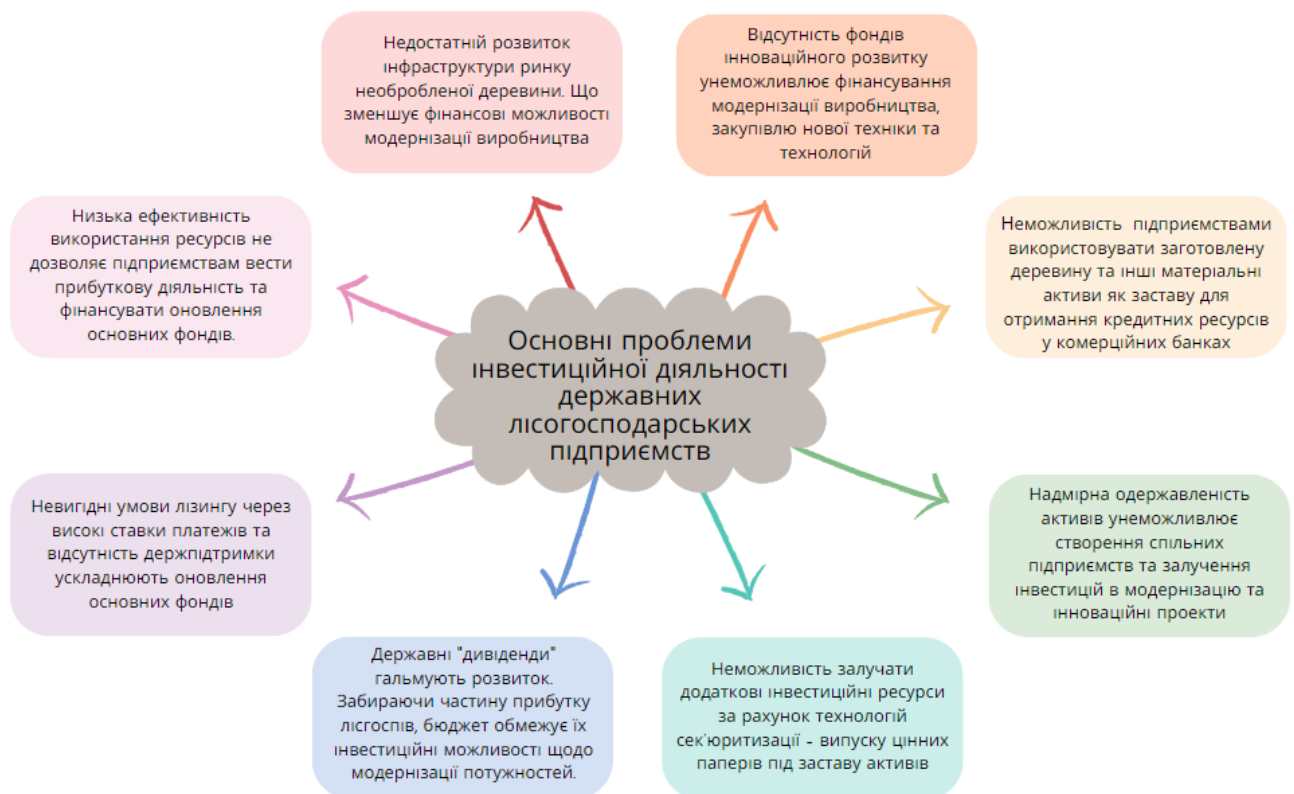 Недостатній розвиток
інфраструктури ринку
необробленої деревини. Що
зменшує фінансові можливості
модернізації виробництва
Відсутність фондів
інноваційного розвитку
унеможливлює фінансування
модернізації виробництва,
закупівлю нової техніки та
технологій
Низька ефективність
використання ресурсів не
дозволяє підприємствам вести
прибуткову діяльність та
фінансувати оновлення
основних фондів.
Неможливість підприємствами
використовувати заготовлену
деревину та інші матеріальні
активи як заставу для
отримання кредитних ресурсів
у комерційних банках
Основні проблеми
інвестиційної діяльності
державних
лісогосподарських
підприємств
Невигідні умови лізингу через
високі ставки платежів та
відсутність держпідтримки
ускладнюють оновлення
основних фондів
Надмірна одержавленість
активів унеможливлює
створення спільних
підприємств та залучення
інвестицій в модернізацію та
інноваційні проекти
Державні "дивіденди"
гальмують розвиток.
Забираючи частину прибутку
лісгоспів, бюджет обмежує їх
інвестиційні можливості щодо
модернізації потужностей.
Неможливість залучати
додаткові інвестиційні ресурси
за рахунок технологій
сек'юритизації – випуску цінних
паперів під заставу активів